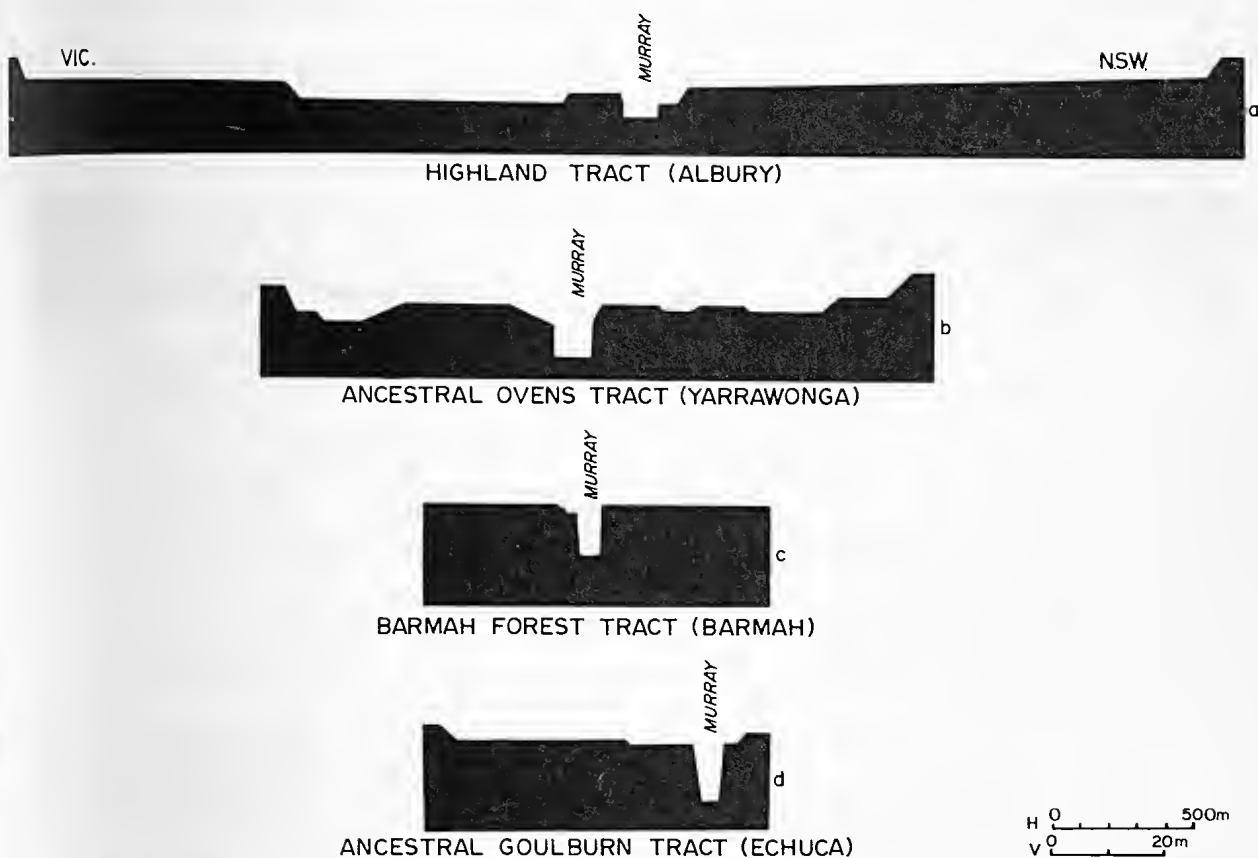 MURRAY
VIC.
N.S.W.
a
HIGHLAND TRACT (ALBURY)
MURRAY
b
ANCESTRAL OVENS TRACT (YARRAWONGA)
MURRAY
c
BARMAH FOREST TRACT (BARMAH)
MURRAY
d
ANCESTRAL GOULBURN TRACT (ECHUCA)
H 0 500m
V 0 20m